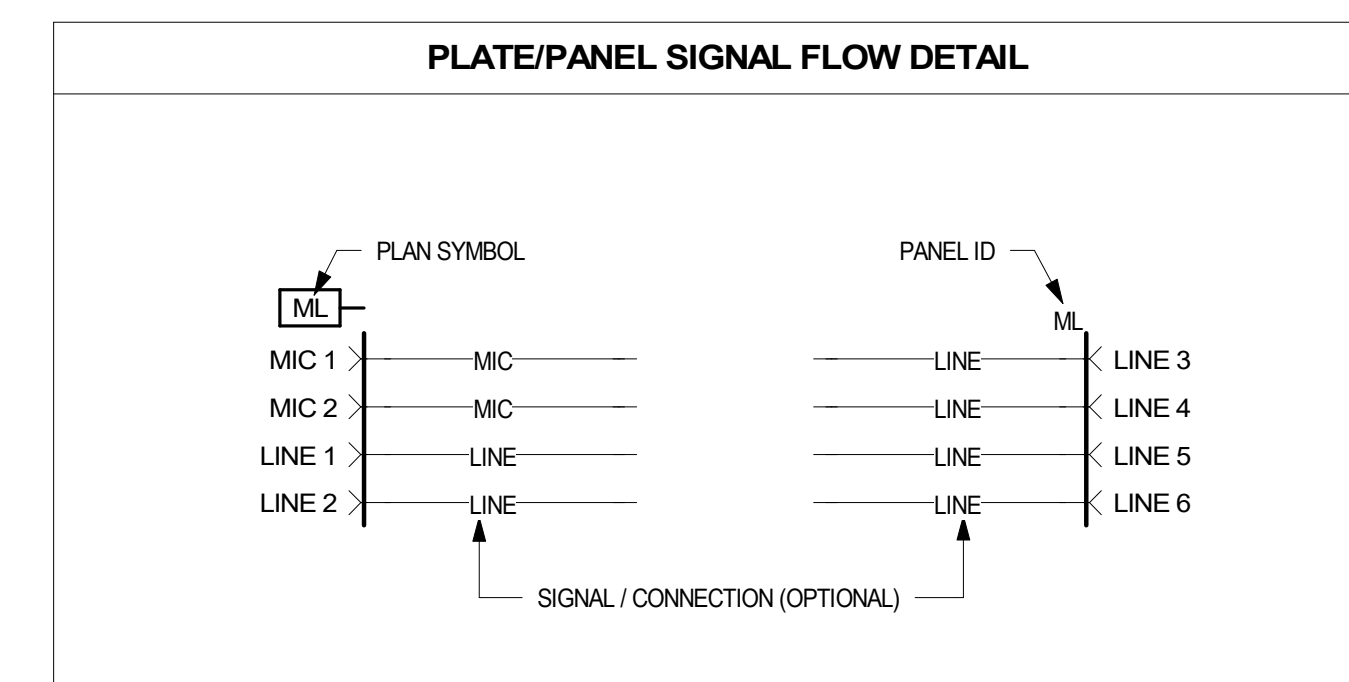 PLATE/PANEL SIGNAL FLOW DETAIL
PLAN SYMBOL
PANEL ID
ML
ML
MIC 1 MIC LINE LINE 3
MIC 2 MIC LINE LINE 4
LINE 1 LINE LINE LINE 5
LINE 2 LINE LINE LINE 6
SIGNAL / CONNECTION (OPTIONAL)